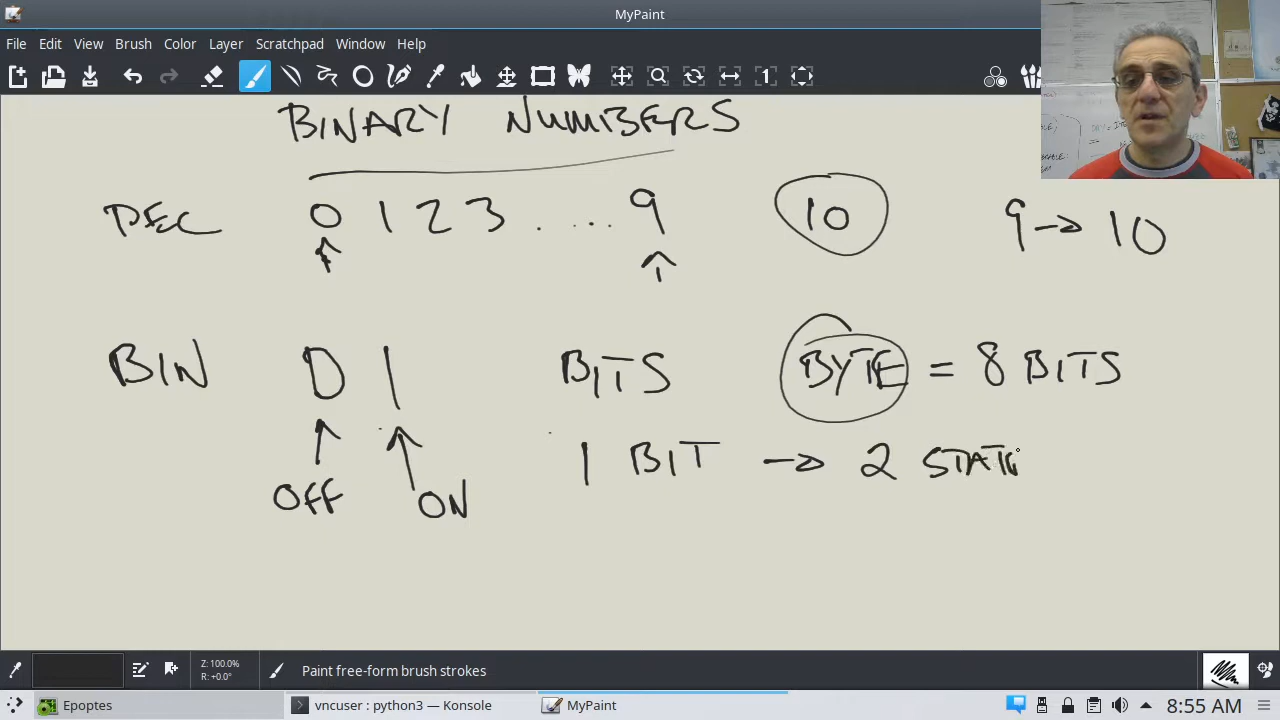 MyPaint
File Edit View Brush Color Layer Scratchpad Window Help
BINARY NUMBERS
DEC 0 1 2 3 . ... 9 10 9 → 10
BIN 0 1 BITS BYTE = 8 BITS
1 BIT → 2 STATE
OFF ON
Z: 100.0%
R: +0.0°
Paint free-form brush strokes
Epoptes vncuser : python3 — Konsole MyPaint 8:55 AM